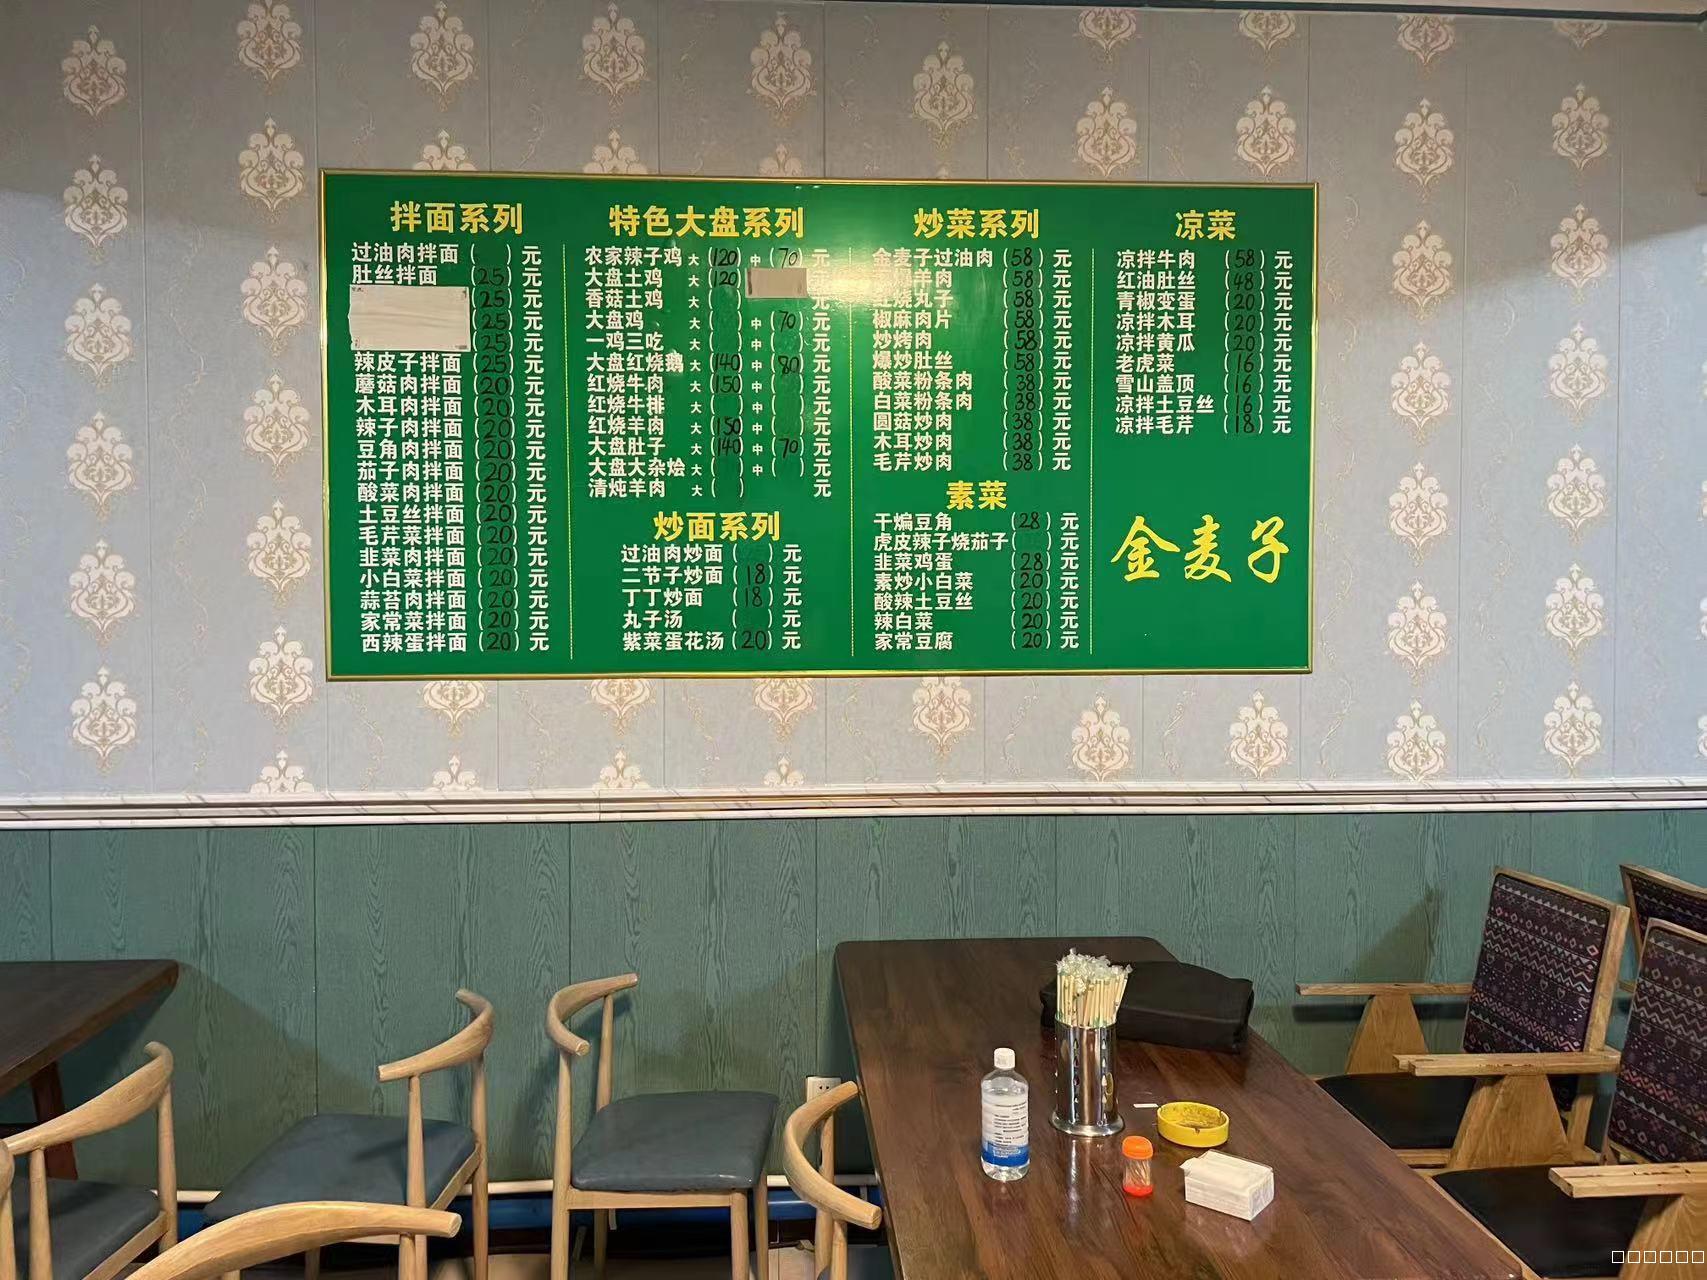 拌面系列
过油肉拌面 ( ) 元
肚丝拌面 (25) 元
(25) 元
(25) 元
(25) 元
辣皮子拌面 (25) 元
蘑菇肉拌面 (20) 元
木耳肉拌面 (20) 元
辣子肉拌面 (20) 元
豆角肉拌面 (20) 元
茄子肉拌面 (20) 元
酸菜肉拌面 (20) 元
土豆丝拌面 (20) 元
毛芹菜拌面 (20) 元
韭菜肉拌面 (20) 元
小白菜拌面 (20) 元
蒜苔肉拌面 (20) 元
家常菜拌面 (20) 元
西辣蛋拌面 (20) 元
特色大盘系列
农家辣子鸡 大 (120) 中 (70) 元
大盘土鸡 大 (120)
香菇土鸡 大 ( ) 元
大盘鸡 大 ( ) 中 (70) 元
一鸡三吃 大 ( ) 中 ( ) 元
大盘红烧鹅 大 (140) 中 (80) 元
红烧牛肉 大 (150) 中 ( ) 元
红烧牛排 大 ( ) 中 ( ) 元
红烧羊肉 大 (150) 中 ( ) 元
大盘肚子 大 (140) 中 (70) 元
大盘大杂烩 大 ( ) 中 ( ) 元
清炖羊肉 大 ( ) 元
炒面系列
过油肉炒面 ( ) 元
二节子炒面 (18) 元
丁丁炒面 (18) 元
丸子汤 ( ) 元
紫菜蛋花汤 (20) 元
炒菜系列
金麦子过油肉 (58) 元
爆羊肉 (58) 元
红烧丸子 (58) 元
椒麻肉片 (58) 元
炒烤肉 (58) 元
爆炒肚丝 (58) 元
酸菜粉条肉 (38) 元
白菜粉条肉 (38) 元
圆菇炒肉 (38) 元
木耳炒肉 (38) 元
毛芹炒肉 (38) 元
素菜
干煸豆角 (28) 元
虎皮辣子烧茄子 ( ) 元
韭菜鸡蛋 (28) 元
素炒小白菜 (20) 元
酸辣土豆丝 (20) 元
辣白菜 (20) 元
家常豆腐 (20) 元
凉菜
凉拌牛肉 (58) 元
红油肚丝 (48) 元
青椒变蛋 (20) 元
凉拌木耳 (20) 元
凉拌黄瓜 (20) 元
老虎菜 (16) 元
雪山盖顶 (16) 元
凉拌土豆丝 (16) 元
凉拌毛芹 (18) 元
金麦子